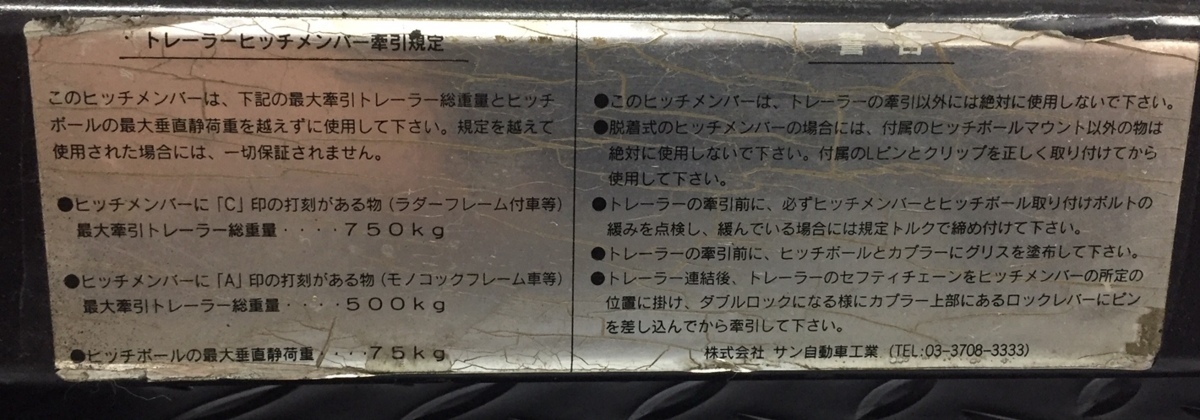 トレーラーヒッチメンバー牽引規定
このヒッチメンバーは、下記の最大牽引トレーラー総重量とヒッチ
ボールの最大垂直静荷重を越えずに使用して下さい。規定を越えて
使用された場合には、一切保証されません。
●ヒッチメンバーに「C」印の打刻がある物（ラダーフレーム付車等）
最大牽引トレーラー総重量‥‥750kg
●ヒッチメンバーに「A」印の打刻がある物（モノコックフレーム車等）
最大牽引トレーラー総重量‥‥500kg
●ヒッチボールの最大垂直静荷重‥‥75kg
警告
●このヒッチメンバーは、トレーラーの牽引以外には絶対に使用しないで下さい。
●脱着式のヒッチメンバーの場合には、付属のヒッチボールマウント以外の物は
絶対に使用しないで下さい。付属のLピンとクリップを正しく取り付けてから
使用して下さい。
●トレーラーの牽引前に、必ずヒッチメンバーとヒッチボール取り付けボルトの
緩みを点検し、緩んでいる場合には規定トルクで締め付けて下さい。
●トレーラーの牽引前に、ヒッチボールとカプラーにグリスを塗布して下さい。
●トレーラー連結後、トレーラーのセフティチェーンをヒッチメンバーの所定の
位置に掛け、ダブルロックになる様にカプラー上部にあるロックレバーにピン
を差し込んでから牽引して下さい。
株式会社 サン自動車工業 （TEL:03-3708-3333）